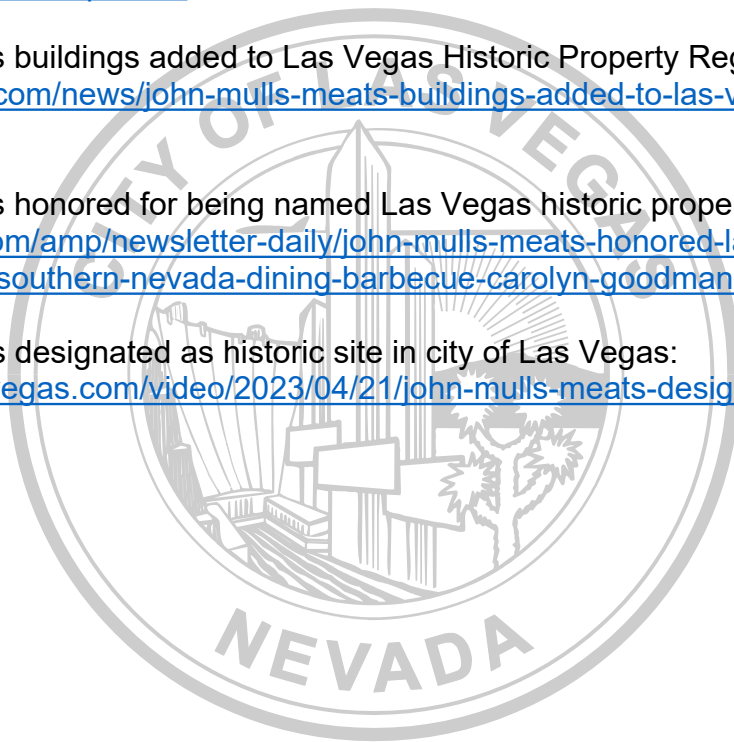 s buildings added to Las Vegas Historic Property Reg
com/news/john-mulls-meats-buildings-added-to-las-v
s honored for being named Las Vegas historic prope
om/amp/newsletter-daily/john-mulls-meats-honored-la
southern-nevada-dining-barbecue-carolyn-goodman
s designated as historic site in city of Las Vegas:
egas.com/video/2023/04/21/john-mulls-meats-desig
CITY OF LAS VEGAS
NEVADA